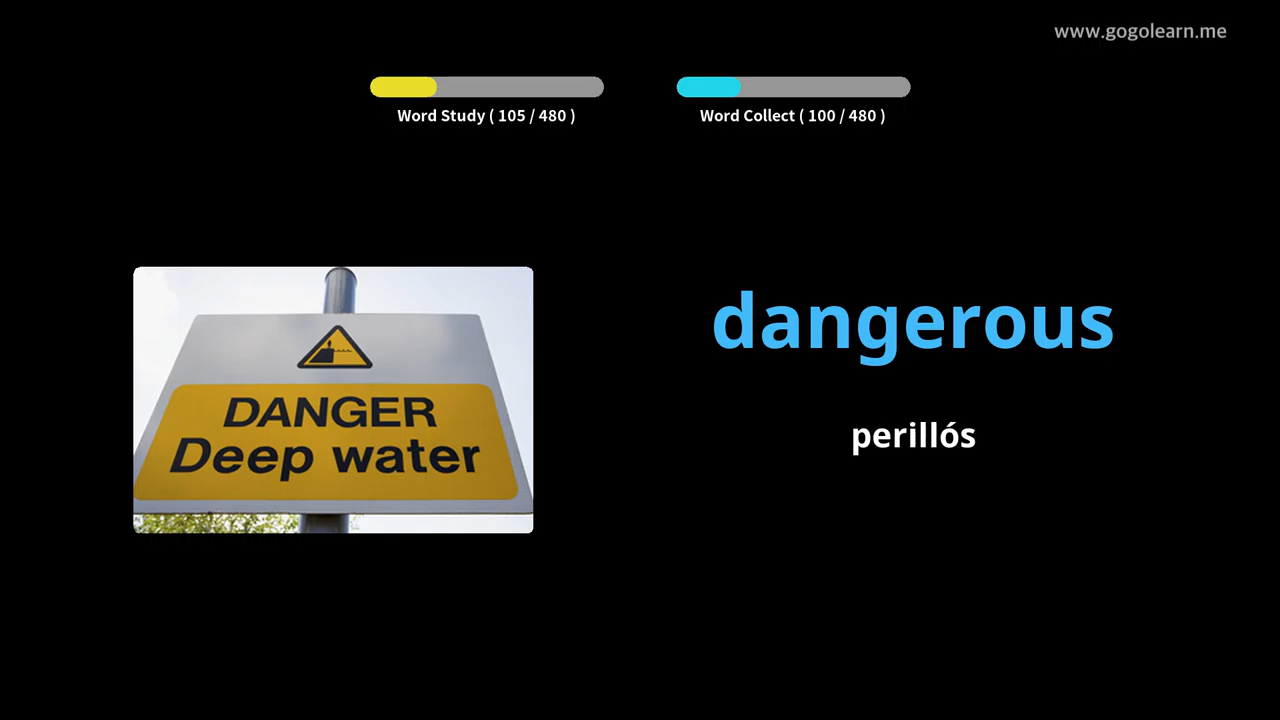 www.gogolearn.me
Word Study ( 105 / 480 )
Word Collect ( 100 / 480 )
DANGER
Deep water
dangerous
perillós